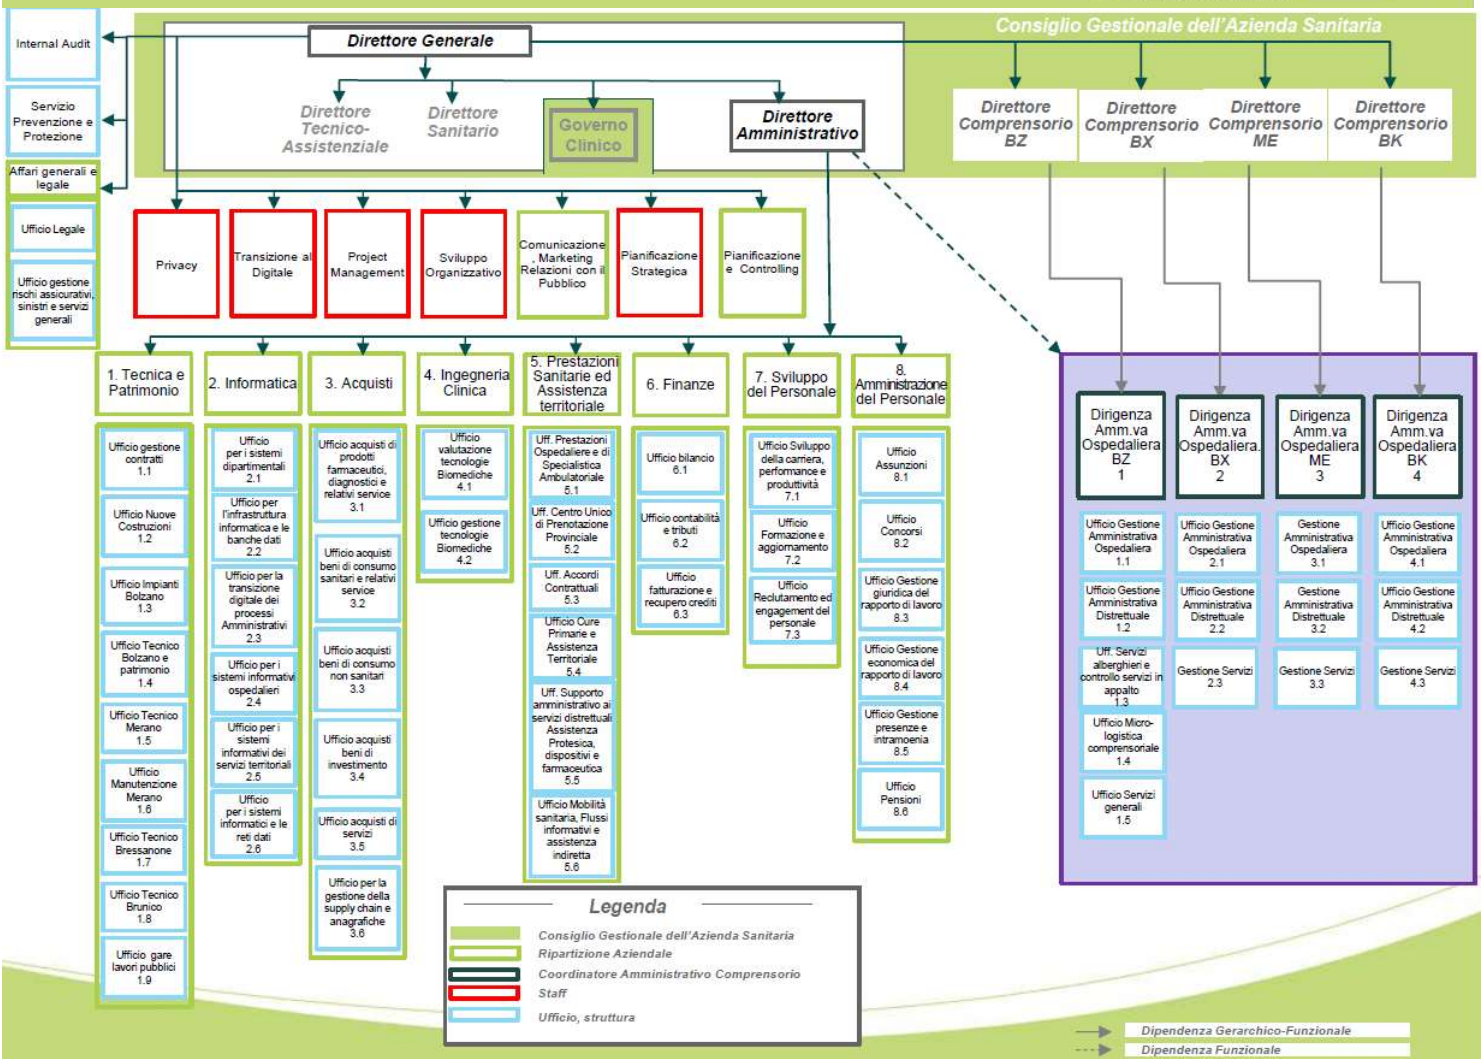 Consiglio Gestionale dell'Azienda Sanitaria
Internal Audit
Servizio
Prevenzione e
Protezione
Affari generali e
legale
Ufficio Legale
Ufficio gestione
rischi assicurativi,
sinistri e servizi
generali
Direttore Generale
Direttore
Tecnico-
Assistenziale
Direttore
Sanitario
Governo
Clinico
Direttore
Amministrativo
Direttore
Comprensorio
BZ
Direttore
Comprensorio
BX
Direttore
Comprensorio
ME
Direttore
Comprensorio
BK
Privacy
Transizione al
Digitale
Project
Management
Sviluppo
Organizzativo
Comunicazione
, Marketing
Relazioni con il
Pubblico
Pianificazione
Strategica
Pianificazione
e Controlling
1. Tecnica e
Patrimonio
Ufficio gestione
contratti
1.1
Ufficio Nuove
Costruzioni
1.2
Ufficio Impianti
Bolzano
1.3
Ufficio Tecnico
Bolzano e
patrimonio
1.4
Ufficio Tecnico
Merano
1.5
Ufficio
Manutenzione
Merano
1.6
Ufficio Tecnico
Bressanone
1.7
Ufficio Tecnico
Brunico
1.8
Ufficio gare
lavori pubblici
1.9
2. Informatica
Ufficio
per i sistemi
dipartimentali
2.1
Ufficio per
l'infrastruttura
informatica e le
banche dati
2.2
Ufficio per la
transizione
digitale dei
processi
Amministrativi
2.3
Ufficio per i
sistemi informativi
ospedalieri
2.4
Ufficio per i
sistemi
informativi dei
servizi territoriali
2.5
Ufficio
per i sistemi
informatici e le
reti dati
2.6
3. Acquisti
Ufficio acquisti di
prodotti
farmaceutici,
diagnostici e
relativi service
3.1
Ufficio acquisti
beni di consumo
sanitari e relativi
service
3.2
Ufficio acquisti
beni di consumo
non sanitari
3.3
Ufficio acquisti
beni di
investimento
3.4
Ufficio acquisti di
servizi
3.5
Ufficio per la
gestione della
supply chain e
anagrafiche
3.6
4. Ingegneria
Clinica
Ufficio
valutazione
tecnologie
Biomediche
4.1
Ufficio gestione
tecnologie
Biomediche
4.2
5. Prestazioni
Sanitarie ed
Assistenza
territoriale
Uff. Prestazioni
Ospedaliere e di
Specialistica
Ambulatoriale
5.1
Uff. Centro Unico
di Prenotazione
Provinciale
5.2
Uff. Accordi
Contrattuali
5.3
Ufficio Cure
Primarie e
Assistenza
Territoriale
5.4
Uff. Supporto
amministrativo ai
servizi distrettuali
Assistenza
Protesica,
dispositivi e
farmaceutica
5.5
Ufficio Mobilità
sanitaria, Flussi
informativi e
assistenza
indiretta
5.6
6. Finanze
Ufficio bilancio
6.1
Ufficio contabilità
e tributi
6.2
Ufficio
fatturazione e
recupero crediti
6.3
7. Sviluppo
del Personale
Ufficio Sviluppo
della carriera,
performance e
produttività
7.1
Ufficio
Formazione e
aggiornamento
7.2
Ufficio
Reclutamento ed
engagement del
personale
7.3
8.
Amministrazione
del Personale
Ufficio
Assunzioni
8.1
Ufficio
Concorsi
8.2
Ufficio Gestione
giuridica del
rapporto di lavoro
8.3
Ufficio Gestione
economica del
rapporto di lavoro
8.4
Ufficio Gestione
presenze e
intramoenia
8.5
Ufficio
Pensioni
8.6
Dirigenza
Amm.va
Ospedaliera
BZ
1
Ufficio Gestione
Amministrativa
Ospedaliera
1.1
Ufficio Gestione
Amministrativa
Distrettuale
1.2
Uff. Servizi
alberghieri e
controllo servizi in
appalto
1.3
Ufficio Micro-
logistica
comprensoriale
1.4
Ufficio Servizi
generali
1.5
Dirigenza
Amm.va
Ospedaliera.
BX
2
Ufficio Gestione
Amministrativa
Ospedaliera
2.1
Ufficio Gestione
Amministrativa
Distrettuale
2.2
Gestione Servizi
2.3
Dirigenza
Amm.va
Ospedaliera
ME
3
Gestione
Amministrativa
Ospedaliera
3.1
Gestione
Amministrativa
Distrettuale
3.2
Gestione Servizi
3.3
Dirigenza
Amm.va
Ospedaliera
BK
4
Ufficio Gestione
Amministrativa
Ospedaliera
4.1
Ufficio Gestione
Amministrativa
Distrettuale
4.2
Gestione Servizi
4.3
Legenda
Consiglio Gestionale dell'Azienda Sanitaria
Ripartizione Aziendale
Coordinatore Amministrativo Comprensorio
Staff
Ufficio, struttura
Dipendenza Gerarchico-Funzionale
Dipendenza Funzionale